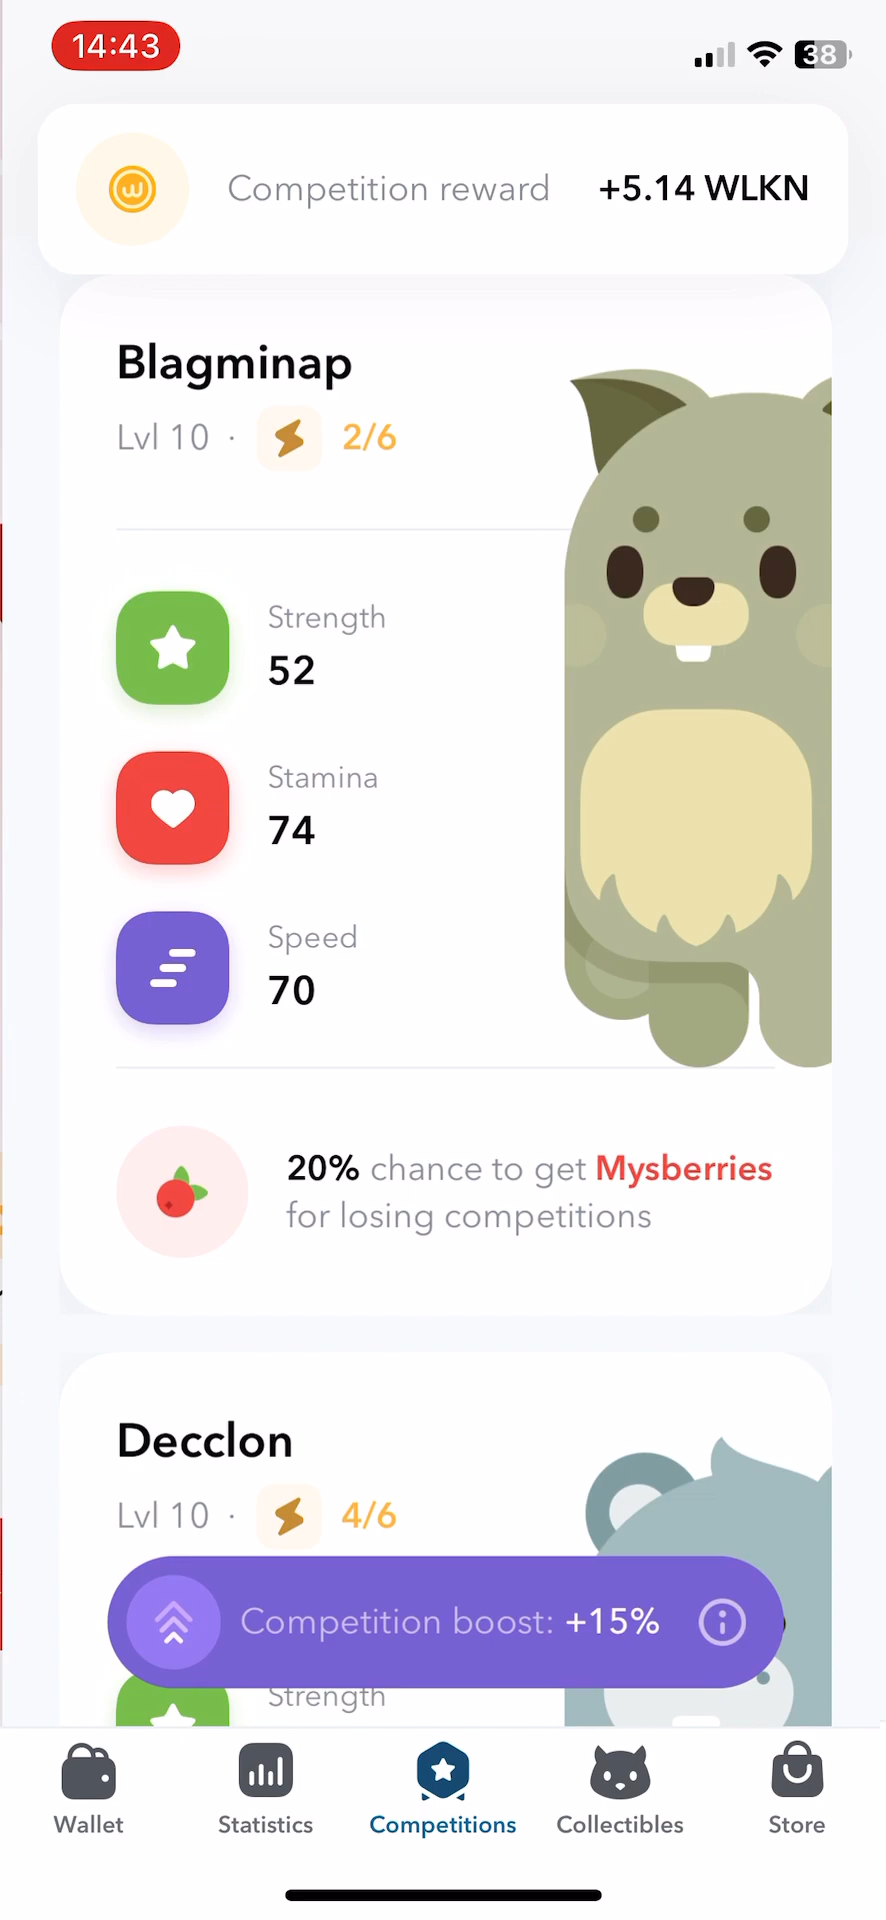 14:43
38
Competition reward +5.14 WLKN
Blagminap
Lvl 10 · 2/6
Strength
52
Stamina
74
Speed
70
20% chance to get Mysberries
for losing competitions
Decclon
Lvl 10 · 4/6
Competition boost: +15%
Strength
Wallet
Statistics
Competitions
Collectibles
Store